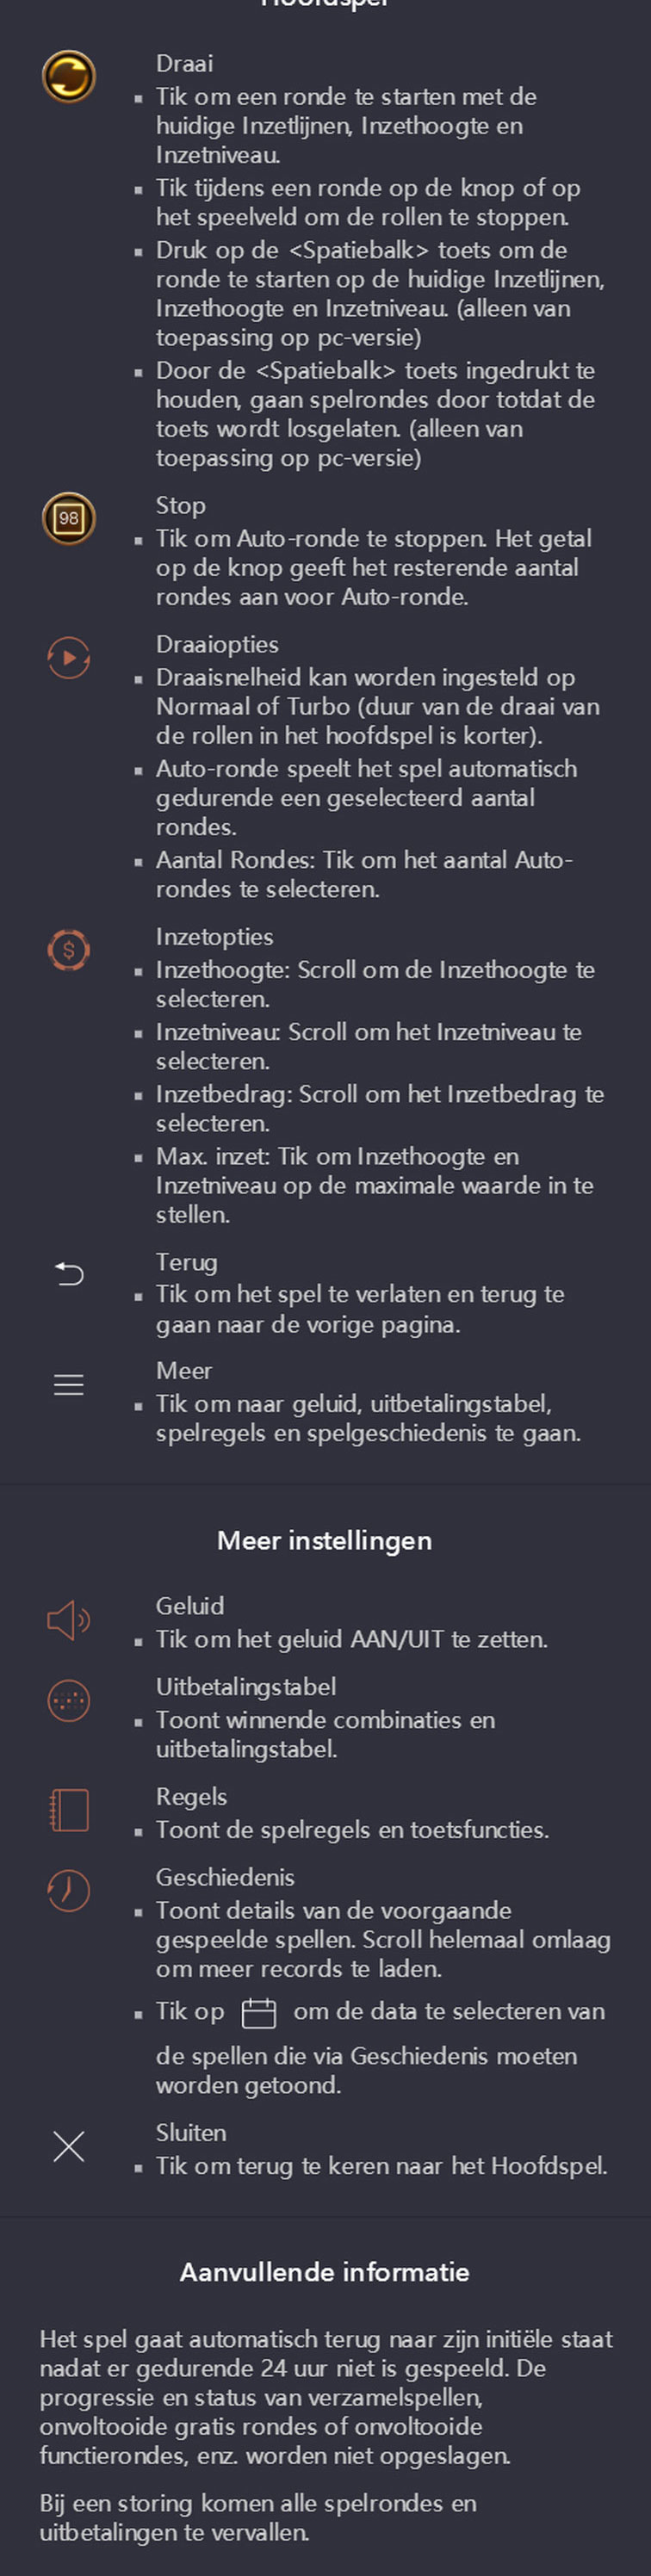 Hoofdspel
Draai
▪ Tik om een ronde te starten met de
huidige Inzetlijnen, Inzethoogte en
Inzetniveau.
▪ Tik tijdens een ronde op de knop of op
het speelveld om de rollen te stoppen.
▪ Druk op de <Spatiebalk> toets om de
ronde te starten op de huidige Inzetlijnen,
Inzethoogte en Inzetniveau. (alleen van
toepassing op pc-versie)
▪ Door de <Spatiebalk> toets ingedrukt te
houden, gaan spelrondes door totdat de
toets wordt losgelaten. (alleen van
toepassing op pc-versie)
98
Stop
▪ Tik om Auto-ronde te stoppen. Het getal
op de knop geeft het resterende aantal
rondes aan voor Auto-ronde.
Draaiopties
▪ Draaisnelheid kan worden ingesteld op
Normaal of Turbo (duur van de draai van
de rollen in het hoofdspel is korter).
▪ Auto-ronde speelt het spel automatisch
gedurende een geselecteerd aantal
rondes.
▪ Aantal Rondes: Tik om het aantal Auto-
rondes te selecteren.
$
Inzetopties
▪ Inzethoogte: Scroll om de Inzethoogte te
selecteren.
▪ Inzetniveau: Scroll om het Inzetniveau te
selecteren.
▪ Inzetbedrag: Scroll om het Inzetbedrag te
selecteren.
▪ Max. inzet: Tik om Inzethoogte en
Inzetniveau op de maximale waarde in te
stellen.
Terug
▪ Tik om het spel te verlaten en terug te
gaan naar de vorige pagina.
Meer
▪ Tik om naar geluid, uitbetalingstabel,
spelregels en spelgeschiedenis te gaan.
Meer instellingen
Geluid
▪ Tik om het geluid AAN/UIT te zetten.
Uitbetalingstabel
▪ Toont winnende combinaties en
uitbetalingstabel.
Regels
▪ Toont de spelregels en toetsfuncties.
Geschiedenis
▪ Toont details van de voorgaande
gespeelde spellen. Scroll helemaal omlaag
om meer records te laden.
▪ Tik op om de data te selecteren van
de spellen die via Geschiedenis moeten
worden getoond.
Sluiten
▪ Tik om terug te keren naar het Hoofdspel.
Aanvullende informatie
Het spel gaat automatisch terug naar zijn initiële staat
nadat er gedurende 24 uur niet is gespeeld. De
progressie en status van verzamelspellen,
onvoltooide gratis rondes of onvoltooide
functierondes, enz. worden niet opgeslagen.
Bij een storing komen alle spelrondes en
uitbetalingen te vervallen.